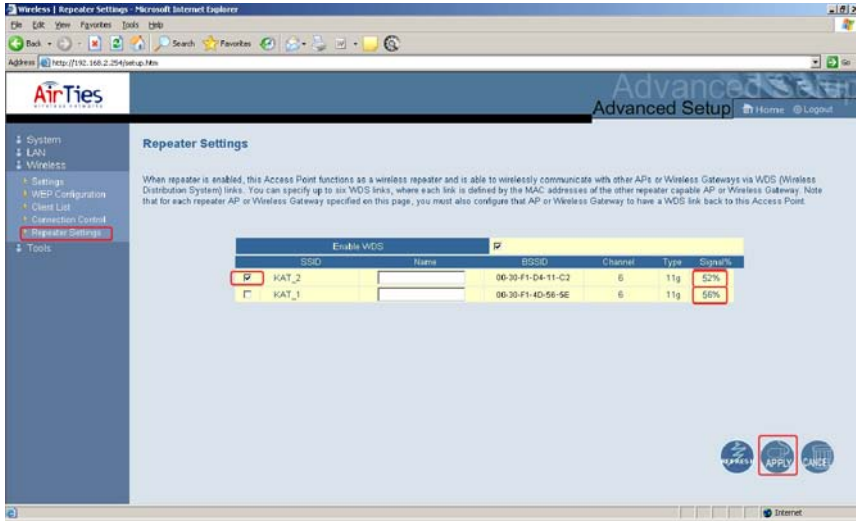 Wireless | Repeater Settings - Microsoft Internet Explorer
File Edit View Favorites Tools Help
Back Search Favorites
Address http://192.168.2.254/setup.htm Go
AirTies
wireless networks
Advanced Setup
Advanced Setup Home Logout
System
LAN
Wireless
Settings
WEP Configuration
Client List
Connection Control
Repeater Settings
Tools
Repeater Settings
When repeater is enabled, this Access Point functions as a wireless repeater and is able to wirelessly communicate with other APs or Wireless Gateways via WDS (Wireless
Distribution System) links. You can specify up to six WDS links, where each link is defined by the MAC addresses of the other repeater capable AP or Wireless Gateway. Note
that for each repeater AP or Wireless Gateway specified on this page, you must also configure that AP or Wireless Gateway to have a WDS link back to this Access Point.
Enable WDS
SSID Name BSSID Channel Type Signal%
KAT_2 00-30-F1-D4-11-C2 6 11g 52%
KAT_1 00-30-F1-4D-56-5E 6 11g 56%
REFRESH APPLY CANCEL
Internet